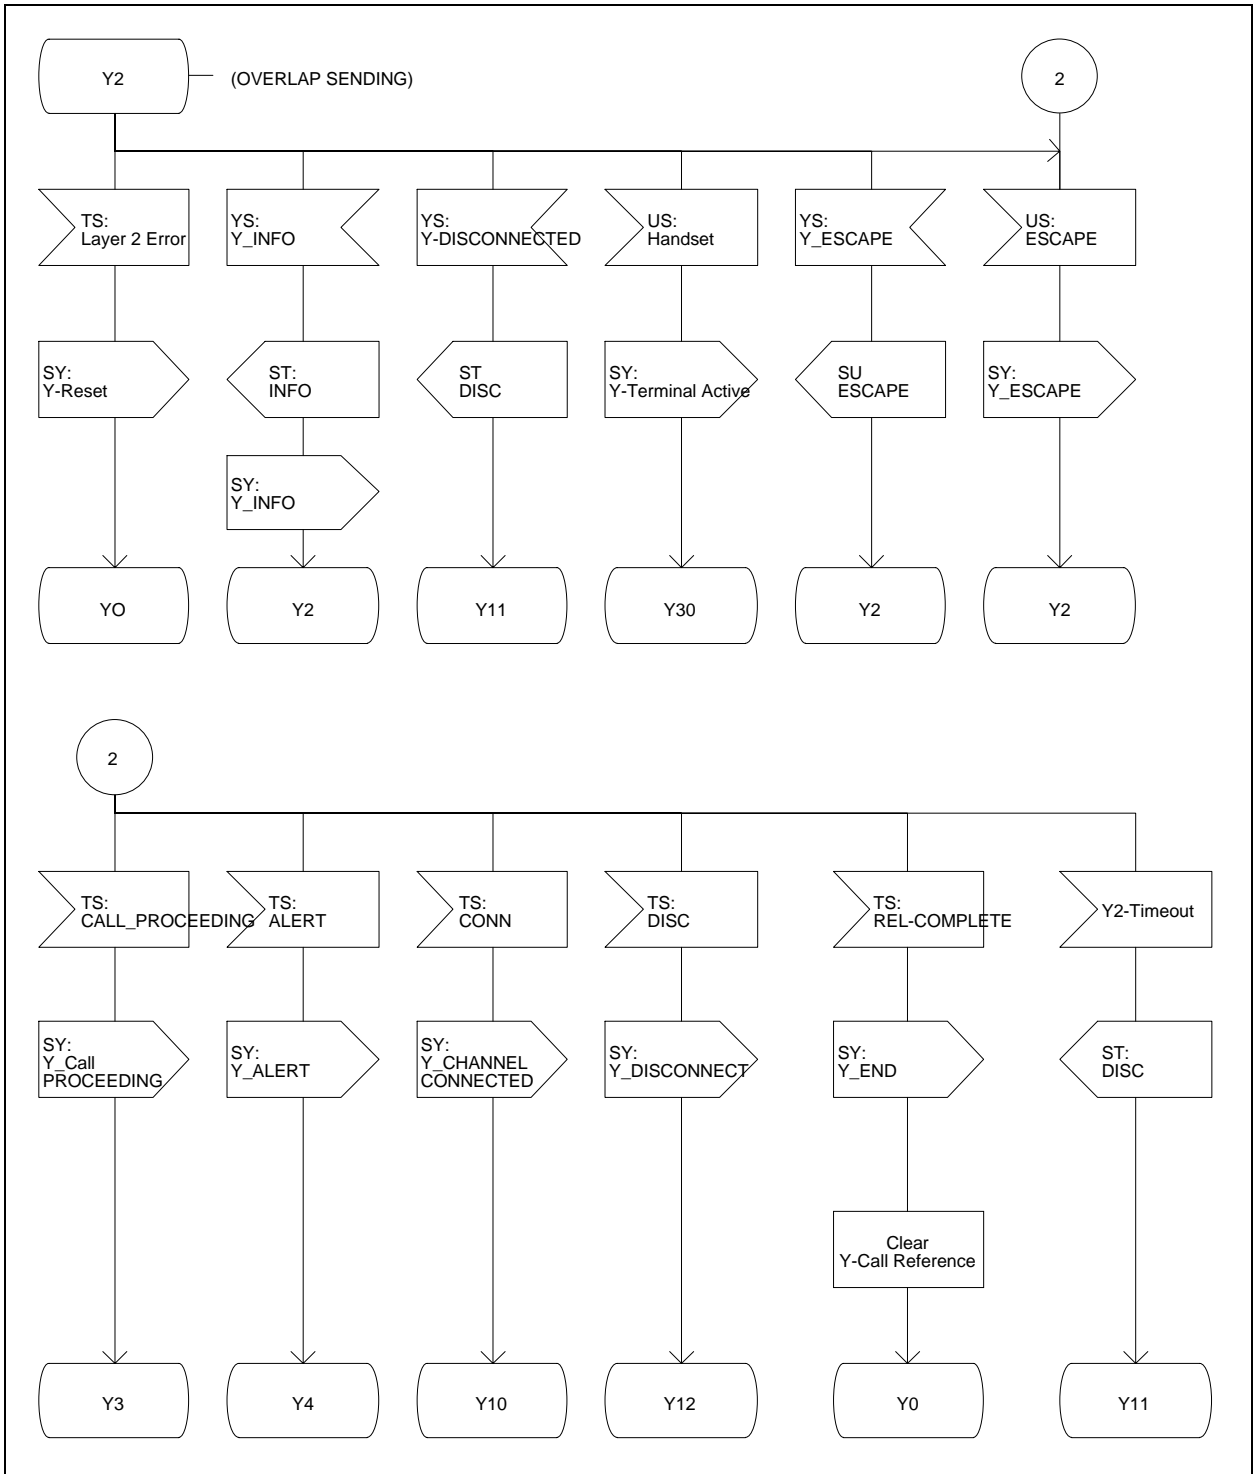 Y2
(OVERLAP SENDING)
2
TS:
Layer 2 Error
YS:
Y_INFO
YS:
Y-DISCONNECTED
US:
Handset
YS:
Y_ESCAPE
US:
ESCAPE
SY:
Y-Reset
ST:
INFO
ST
DISC
SY:
Y-Terminal Active
SU
ESCAPE
SY:
Y_ESCAPE
SY:
Y_INFO
YO
Y2
Y11
Y30
Y2
Y2
2
TS:
CALL_PROCEEDING
TS:
ALERT
TS:
CONN
TS:
DISC
TS:
REL-COMPLETE
Y2-Timeout
SY:
Y_Call
PROCEEDING
SY:
Y_ALERT
SY:
Y_CHANNEL
CONNECTED
SY:
Y_DISCONNECT
SY:
Y_END
ST:
DISC
Clear
Y-Call Reference
Y3
Y4
Y10
Y12
Y0
Y11